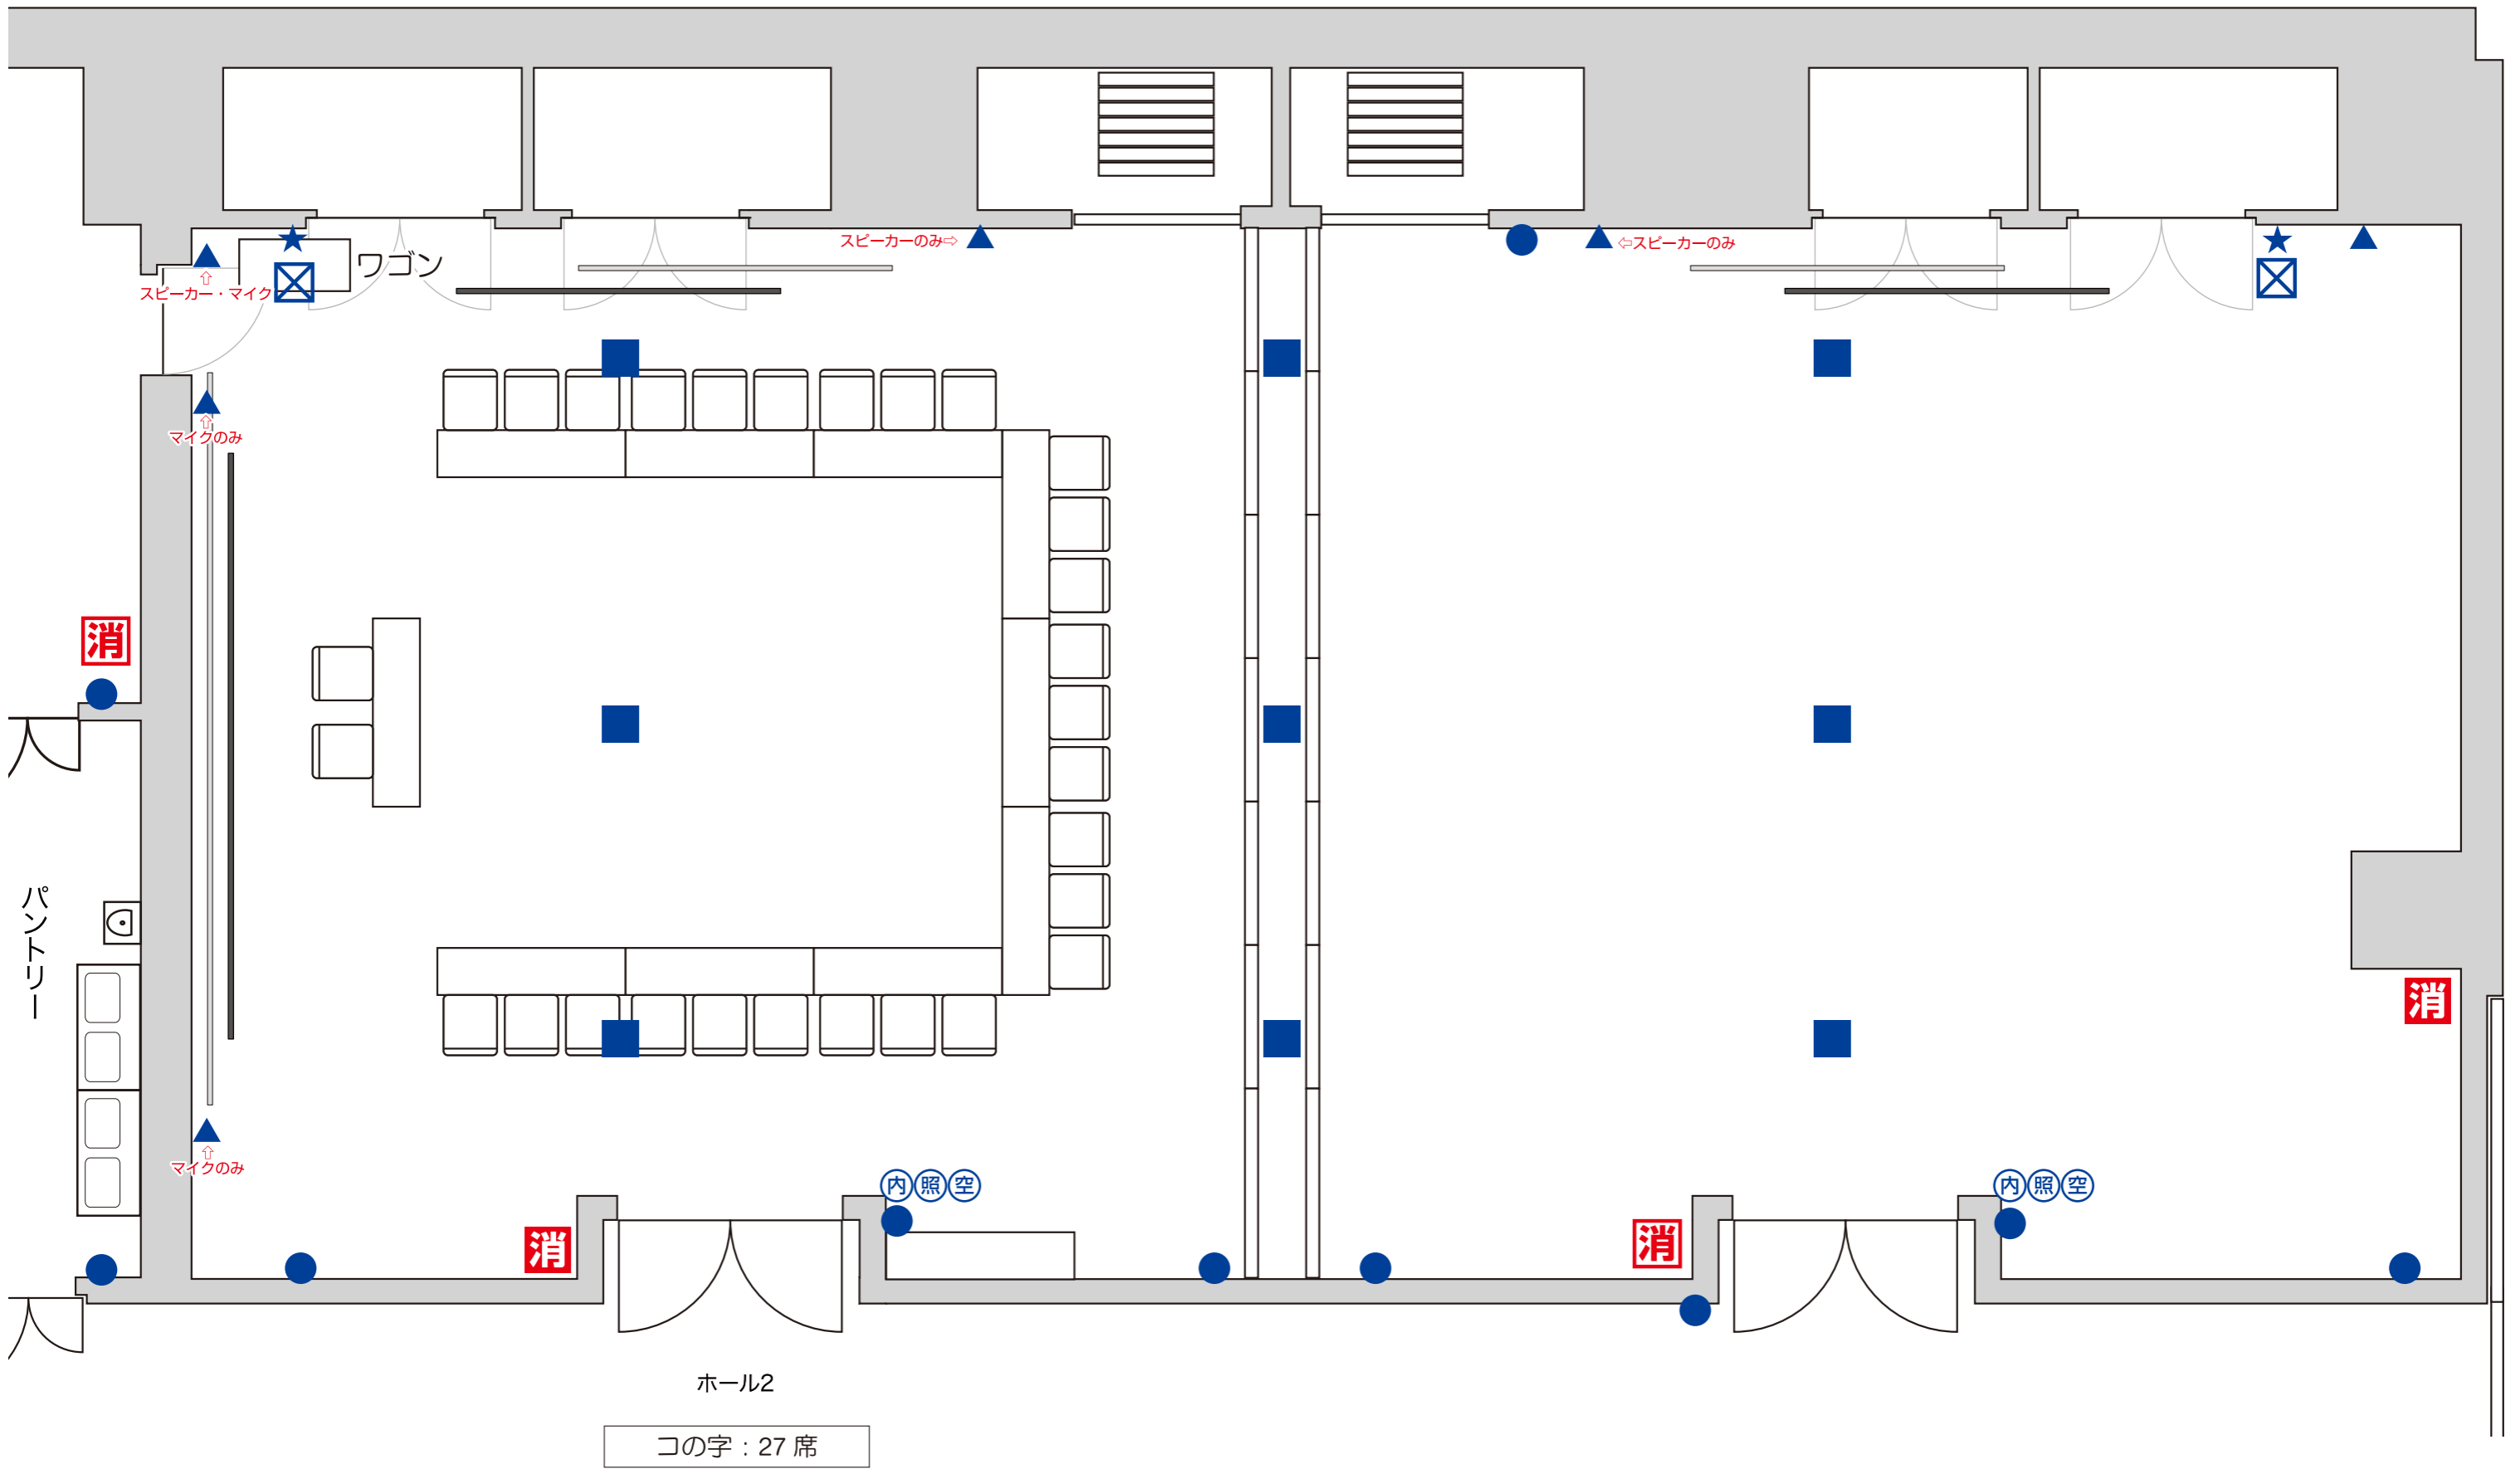 スピーカーのみ⇨
⇦スピーカーのみ
ワゴン
⇧
スピーカー・マイク
⇧
マイクのみ
消
パントリー
消
⇧
マイクのみ
内 照 空
内 照 空
消
消
ホール2
コの字：27 席